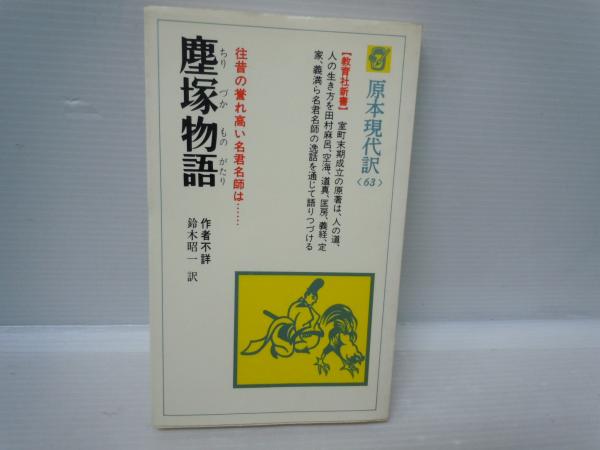 原本現代訳
〈63〉
【教育社新書】 室町末期成立の原著は、人の道、
人の生き方を田村麻呂、空海、道真、匡房、義経、定
家、義満ら名君名師の逸話を通じて語りつづける
往昔の誉れ高い名君名師は……
塵塚物語
ちり づか もの がたり
作者不詳
鈴木昭一 訳